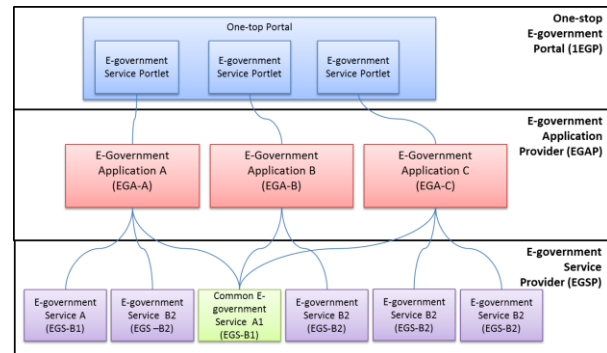 One-top Portal
One-stop
E-government
Portal (1EGP)
E-government
Service Portlet
E-government
Service Portlet
E-government
Service Portlet
E-government
Application
Provider (EGAP)
E-Government
Application A
(EGA-A)
E-Government
Application B
(EGA-B)
E-Government
Application C
(EGA-C)
E-government
Service
Provider (EGSP)
E-government
Service A
(EGS-B1)
E-government
Service B2
(EGS –B2)
Common E-
government
Service A1
(EGS-B1)
E-government
Service B2
(EGS-B2)
E-government
Service B2
(EGS-B2)
E-government
Service B2
(EGS-B2)